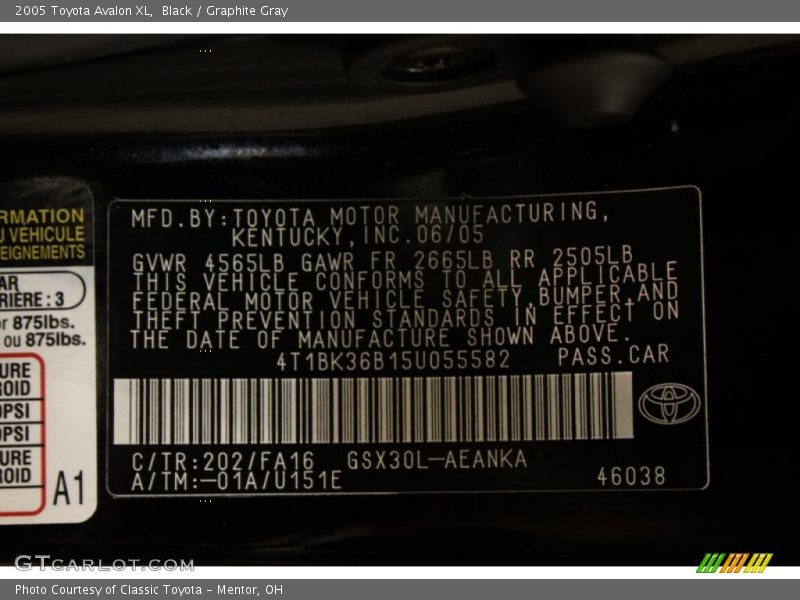 2005 Toyota Avalon XL, Black / Graphite Gray
RMATION
U VEHICULE
EIGNEMENTS
AR
RIÈRE : 3
or 875lbs.
ou 875lbs.
URE
ROID
0PSI
0PSI
URE
ROID
A1
MFD.BY:TOYOTA MOTOR MANUFACTURING,
KENTUCKY,INC.06/05
GVWR 4565LB GAWR FR 2665LB RR 2505LB
THIS VEHICLE CONFORMS TO ALL APPLICABLE
FEDERAL MOTOR VEHICLE SAFETY,BUMPER,AND
THEFT PREVENTION STANDARDS IN EFFECT ON
THE DATE OF MANUFACTURE SHOWN ABOVE.
4T1BK36B15U055582 PASS.CAR
C/TR:202/FA16 GSX30L-AEANKA
A/TM:-01A/U151E 46038
GTCARLOT.COM
Photo Courtesy of Classic Toyota - Mentor, OH